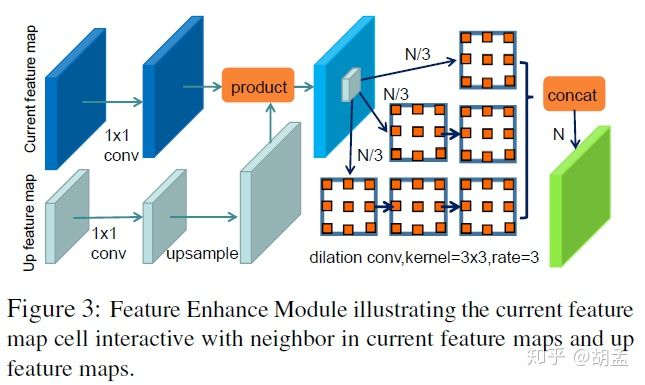 Current feature map
1x1
conv
product
N/3
N/3
N/3
concat
N
Up feature map
1x1
conv
upsample
dilation conv,kernel=3x3,rate=3
Figure 3: Feature Enhance Module illustrating the current feature
map cell interactive with neighbor in current feature maps and up
feature maps.
知乎 @胡孟